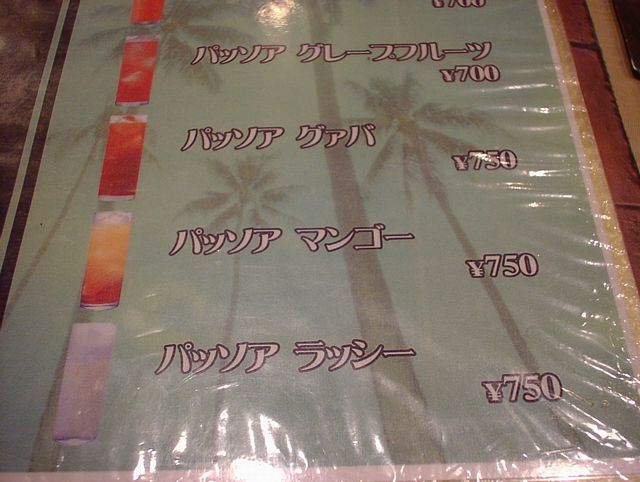 ¥700
パッソア グレープフルーツ
¥700
パッソア グァバ
¥750
パッソア マンゴー
¥750
パッソア ラッシー
¥750